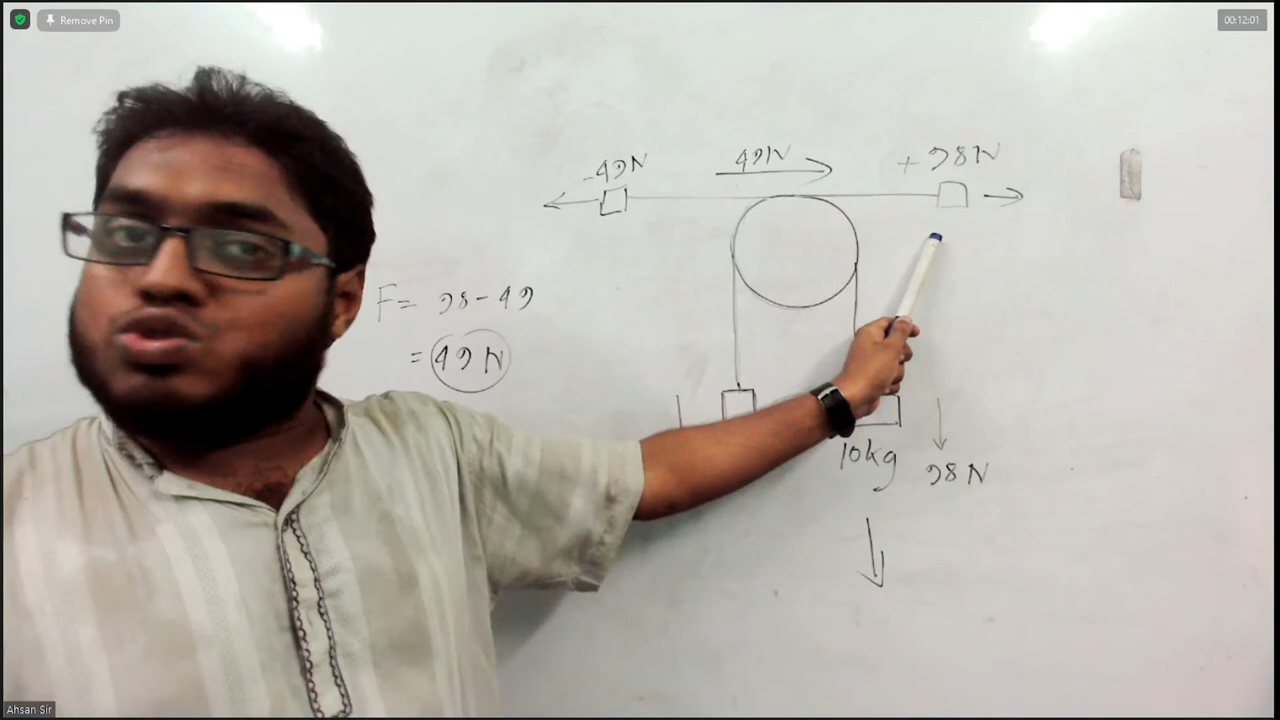 Remove Pin
00:12:01
-49N
49N
+ 98N
F= 98-49
= 49 N
10kg
98 N
Ahsan Sir